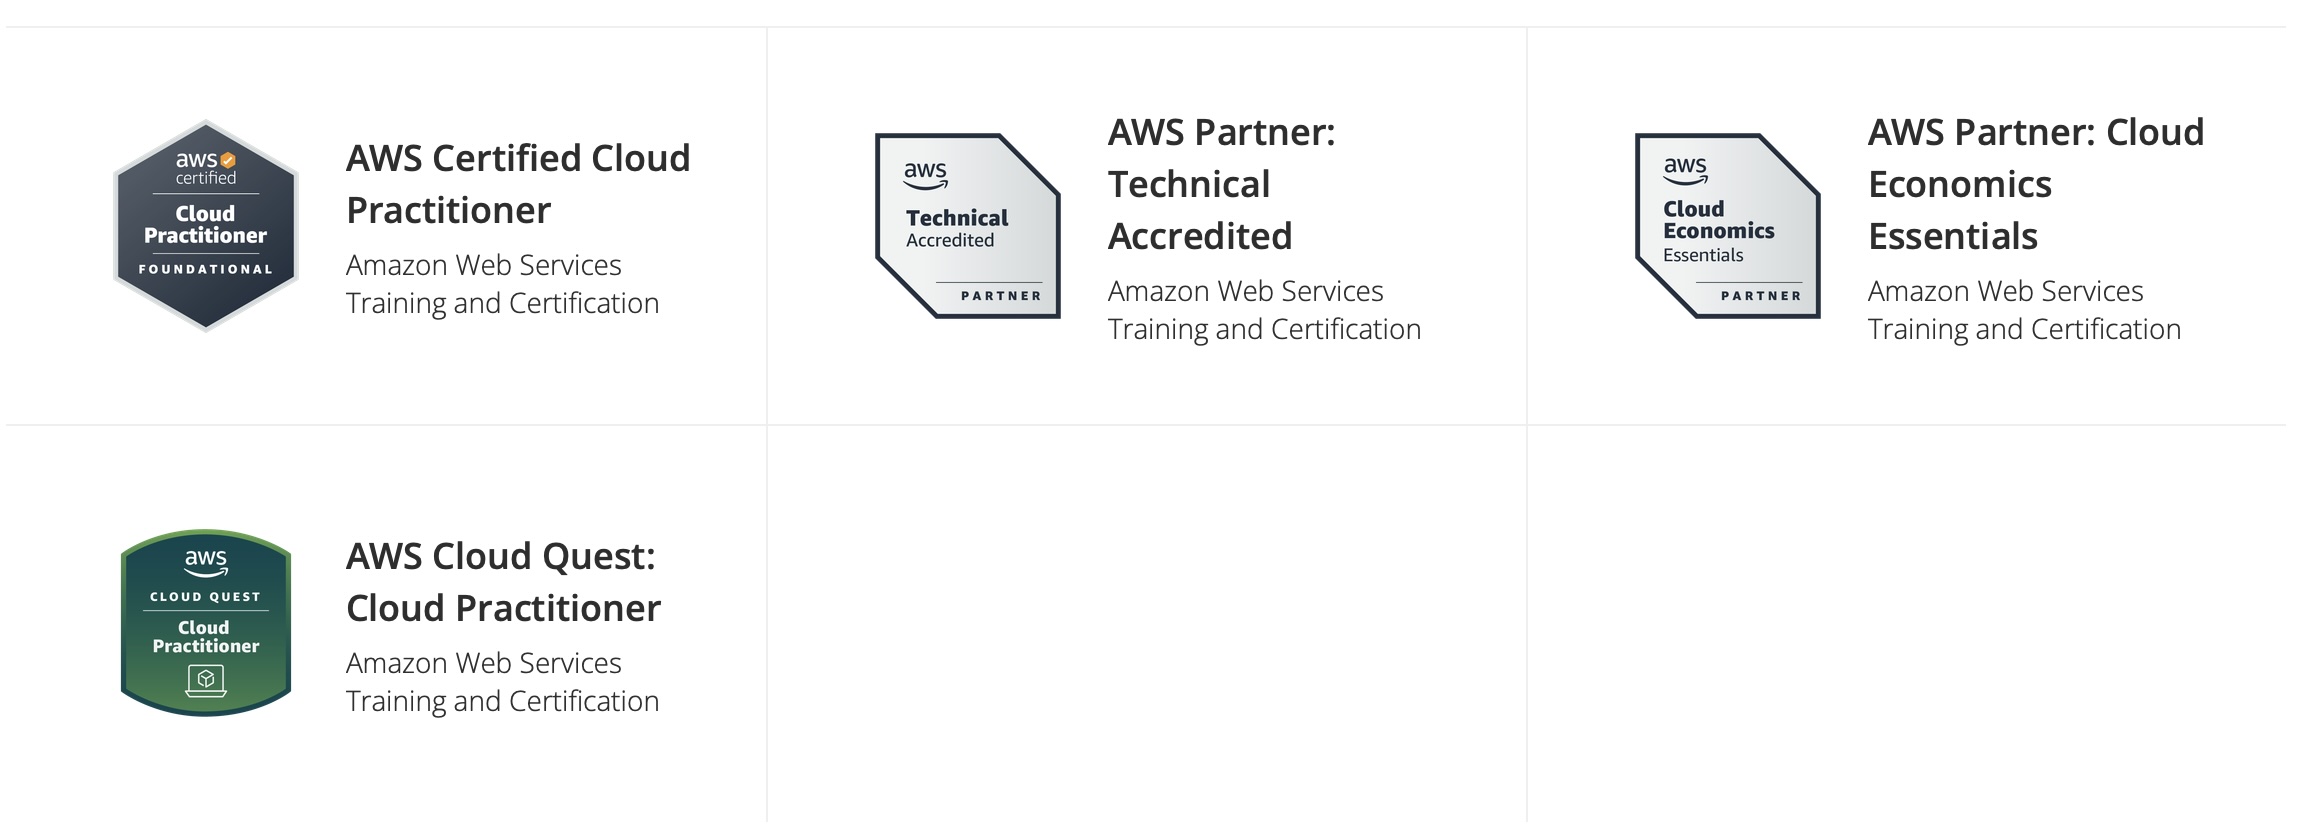 aws
certified
Cloud
Practitioner
FOUNDATIONAL
AWS Certified Cloud
Practitioner
Amazon Web Services
Training and Certification
aws
Technical
Accredited
PARTNER
AWS Partner:
Technical
Accredited
Amazon Web Services
Training and Certification
aws
Cloud
Economics
Essentials
PARTNER
AWS Partner: Cloud
Economics
Essentials
Amazon Web Services
Training and Certification
aws
CLOUD QUEST
Cloud
Practitioner
AWS Cloud Quest:
Cloud Practitioner
Amazon Web Services
Training and Certification